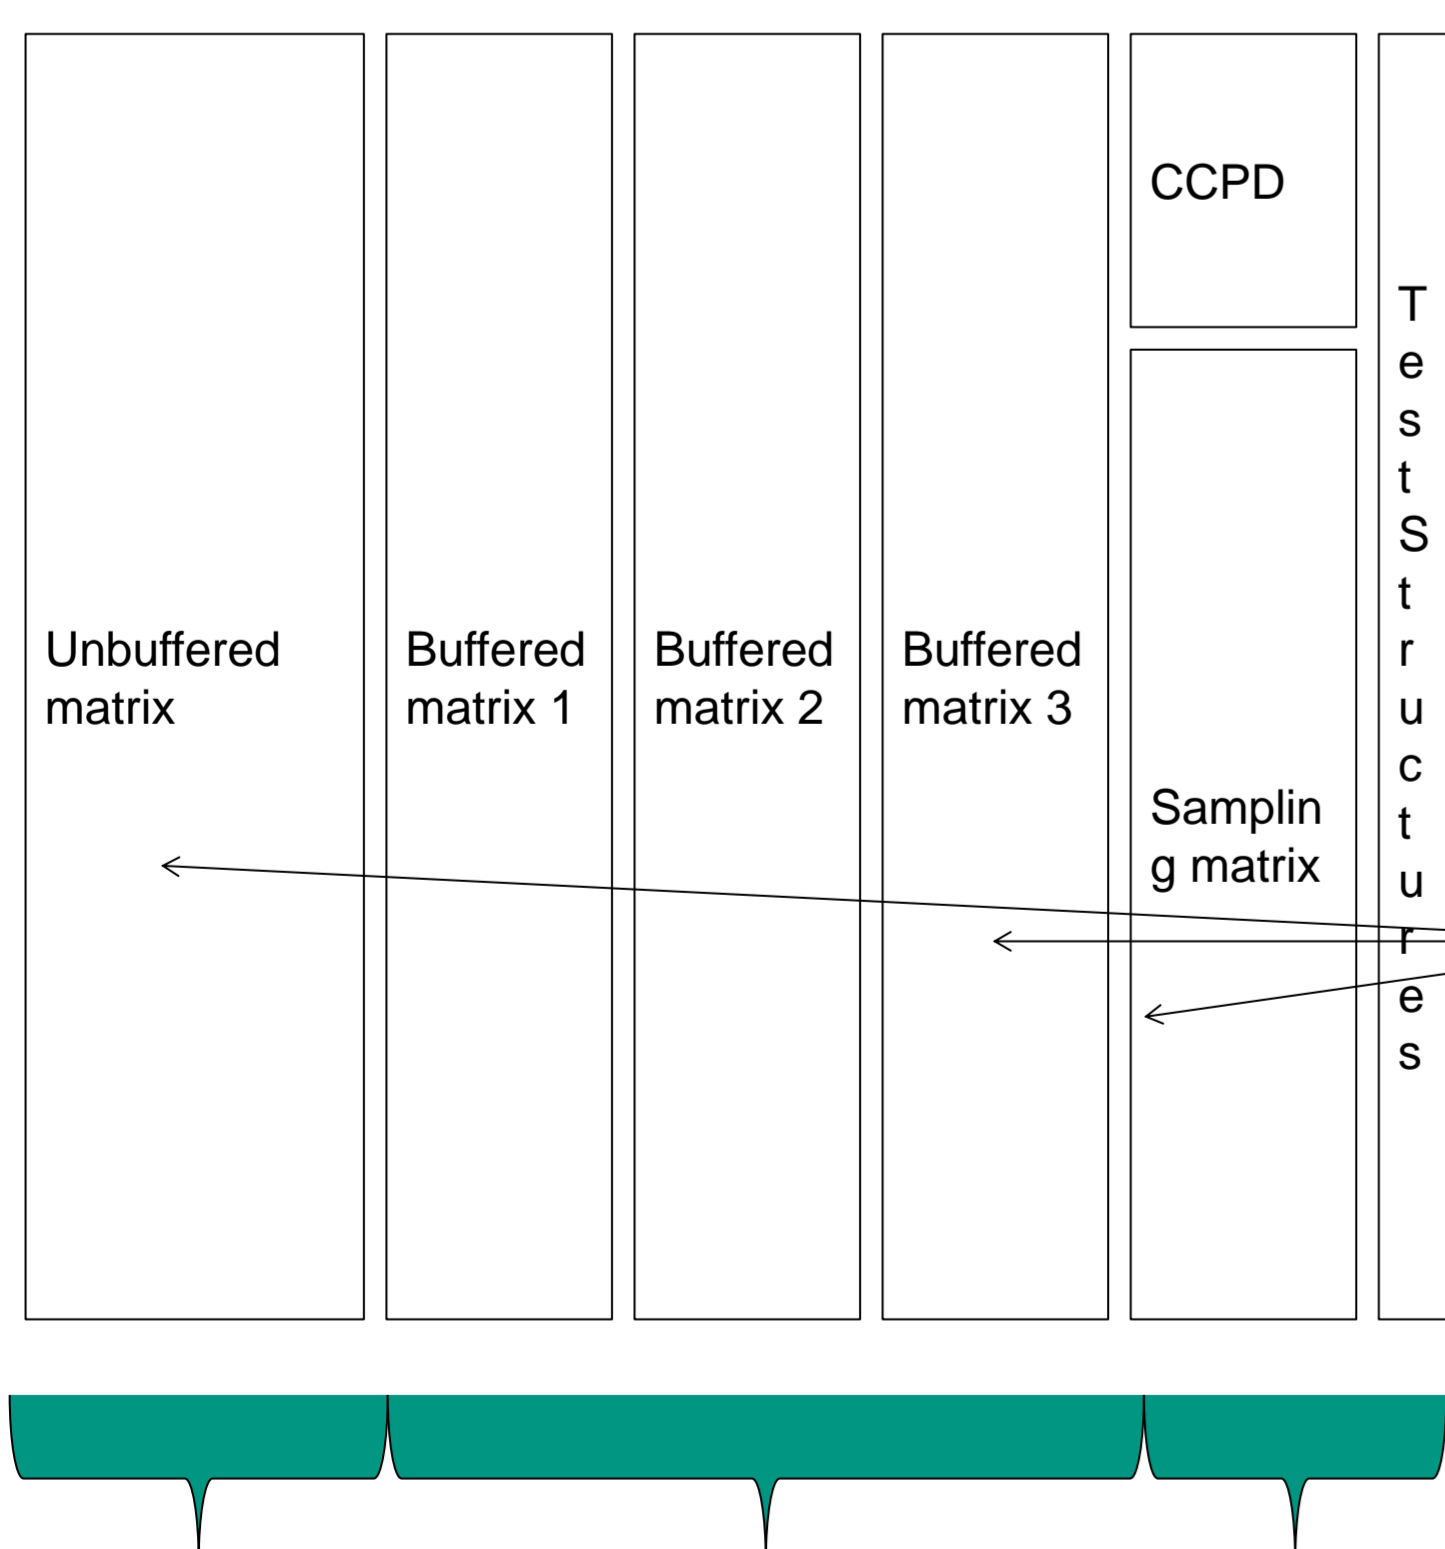 Unbuffered
matrix
Buffered
matrix 1
Buffered
matrix 2
Buffered
matrix 3
CCPD
Samplin
g matrix
T
e
s
t
S
t
r
u
c
t
u
r
e
s